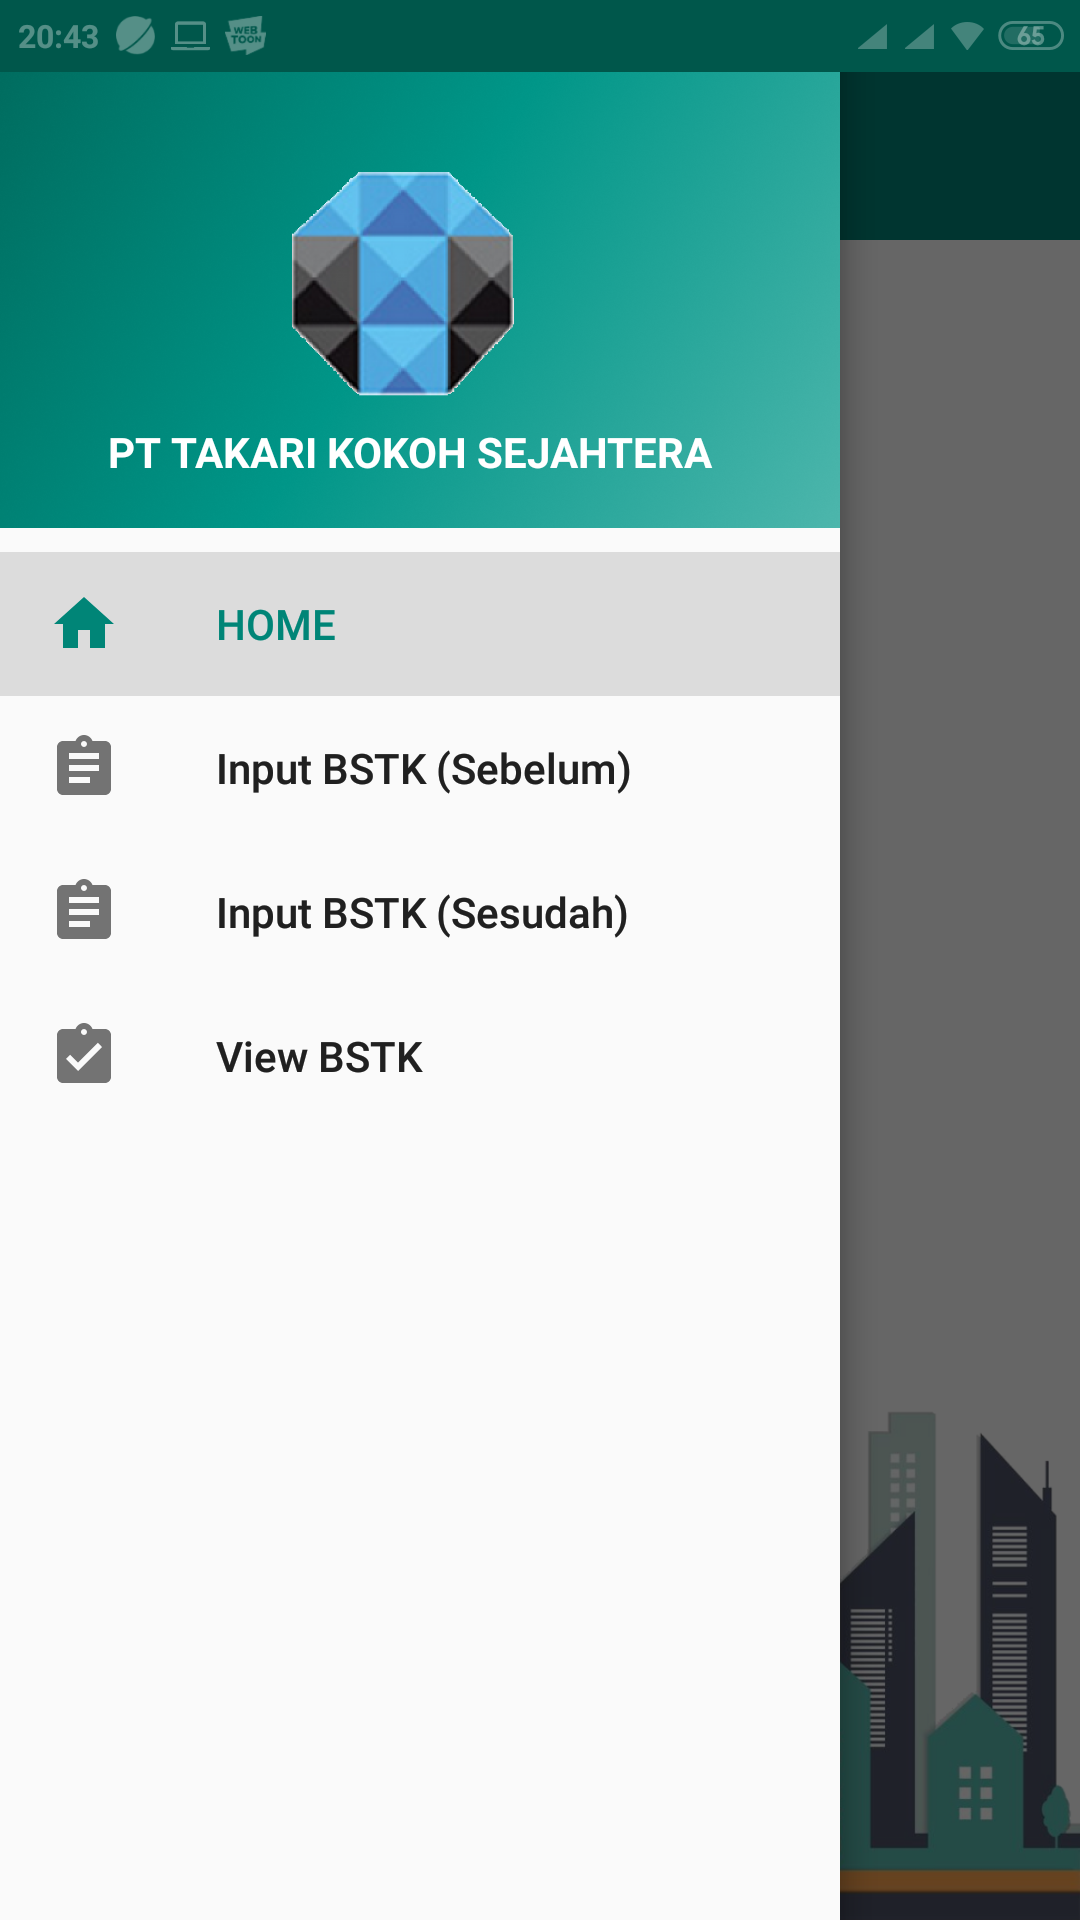 20:43 WEB TOON 65
PT TAKARI KOKOH SEJAHTERA
HOME
Input BSTK (Sebelum)
Input BSTK (Sesudah)
View BSTK